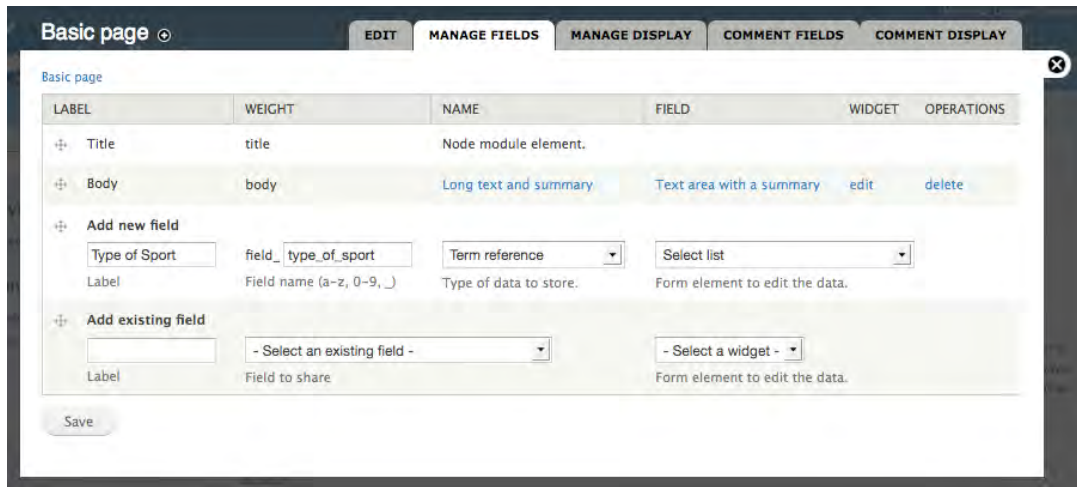 Basic page
EDIT MANAGE FIELDS MANAGE DISPLAY COMMENT FIELDS COMMENT DISPLAY
Basic page
LABEL WEIGHT NAME FIELD WIDGET OPERATIONS
Title title Node module element.
Body body Long text and summary Text area with a summary edit delete
Add new field
Type of Sport field_ type_of_sport Term reference Select list
Label Field name (a-z, 0-9, _) Type of data to store. Form element to edit the data.
Add existing field
- Select an existing field - - Select a widget -
Label Field to share Form element to edit the data.
Save